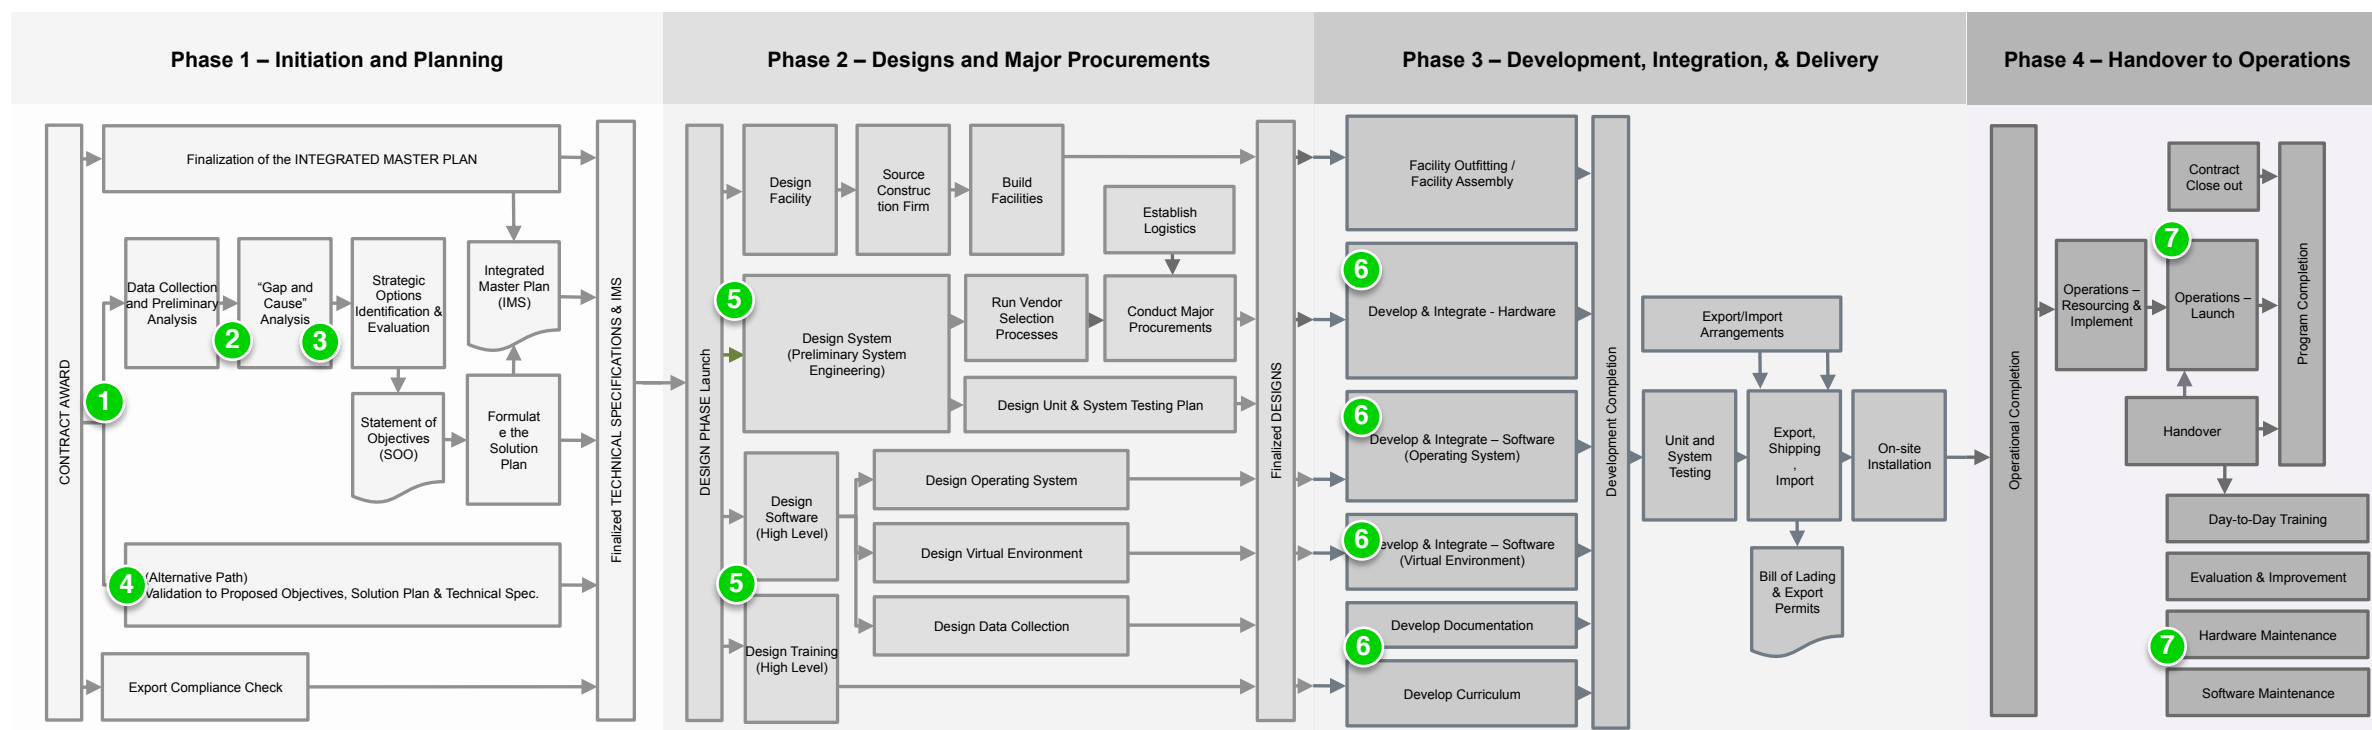 Phase 1 – Initiation and Planning
Phase 2 – Designs and Major Procurements
Phase 3 – Development, Integration, & Delivery
Phase 4 – Handover to Operations
CONTRACT AWARD
Finalization of the INTEGRATED MASTER PLAN
Data Collection
and Preliminary
Analysis
“Gap and
Cause”
Analysis
Strategic
Options
Identification &
Evaluation
Integrated
Master Plan
(IMS)
2
3
1
Statement of
Objectives
(SOO)
Formulat
e the
Solution
Plan
4
(Alternative Path)
Validation to Proposed Objectives, Solution Plan & Technical Spec.
Export Compliance Check
Finalized TECHNICAL SPECIFICATIONS & IMS
DESIGN PHASE Launch
Design
Facility
Source
Construc
tion Firm
Build
Facilities
Establish
Logistics
5
Design System
(Preliminary System
Engineering)
Run Vendor
Selection
Processes
Conduct Major
Procurements
Design Unit & System Testing Plan
Design
Software
(High Level)
Design Operating System
Design Virtual Environment
Design Data Collection
5
Design Training
(High Level)
Finalized DESIGNS
Facility Outfitting /
Facility Assembly
6
Develop & Integrate - Hardware
6
Develop & Integrate – Software
(Operating System)
6
evelop & Integrate – Software
(Virtual Environment)
Develop Documentation
6
Develop Curriculum
Development Completion
Export/Import
Arrangements
Unit and
System
Testing
Export,
Shipping
,
Import
On-site
Installation
Bill of Lading
& Export
Permits
Operational Completion
Contract
Close out
7
Operations –
Resourcing &
Implement
Operations –
Launch
Program Completion
Handover
Day-to-Day Training
Evaluation & Improvement
7
Hardware Maintenance
Software Maintenance